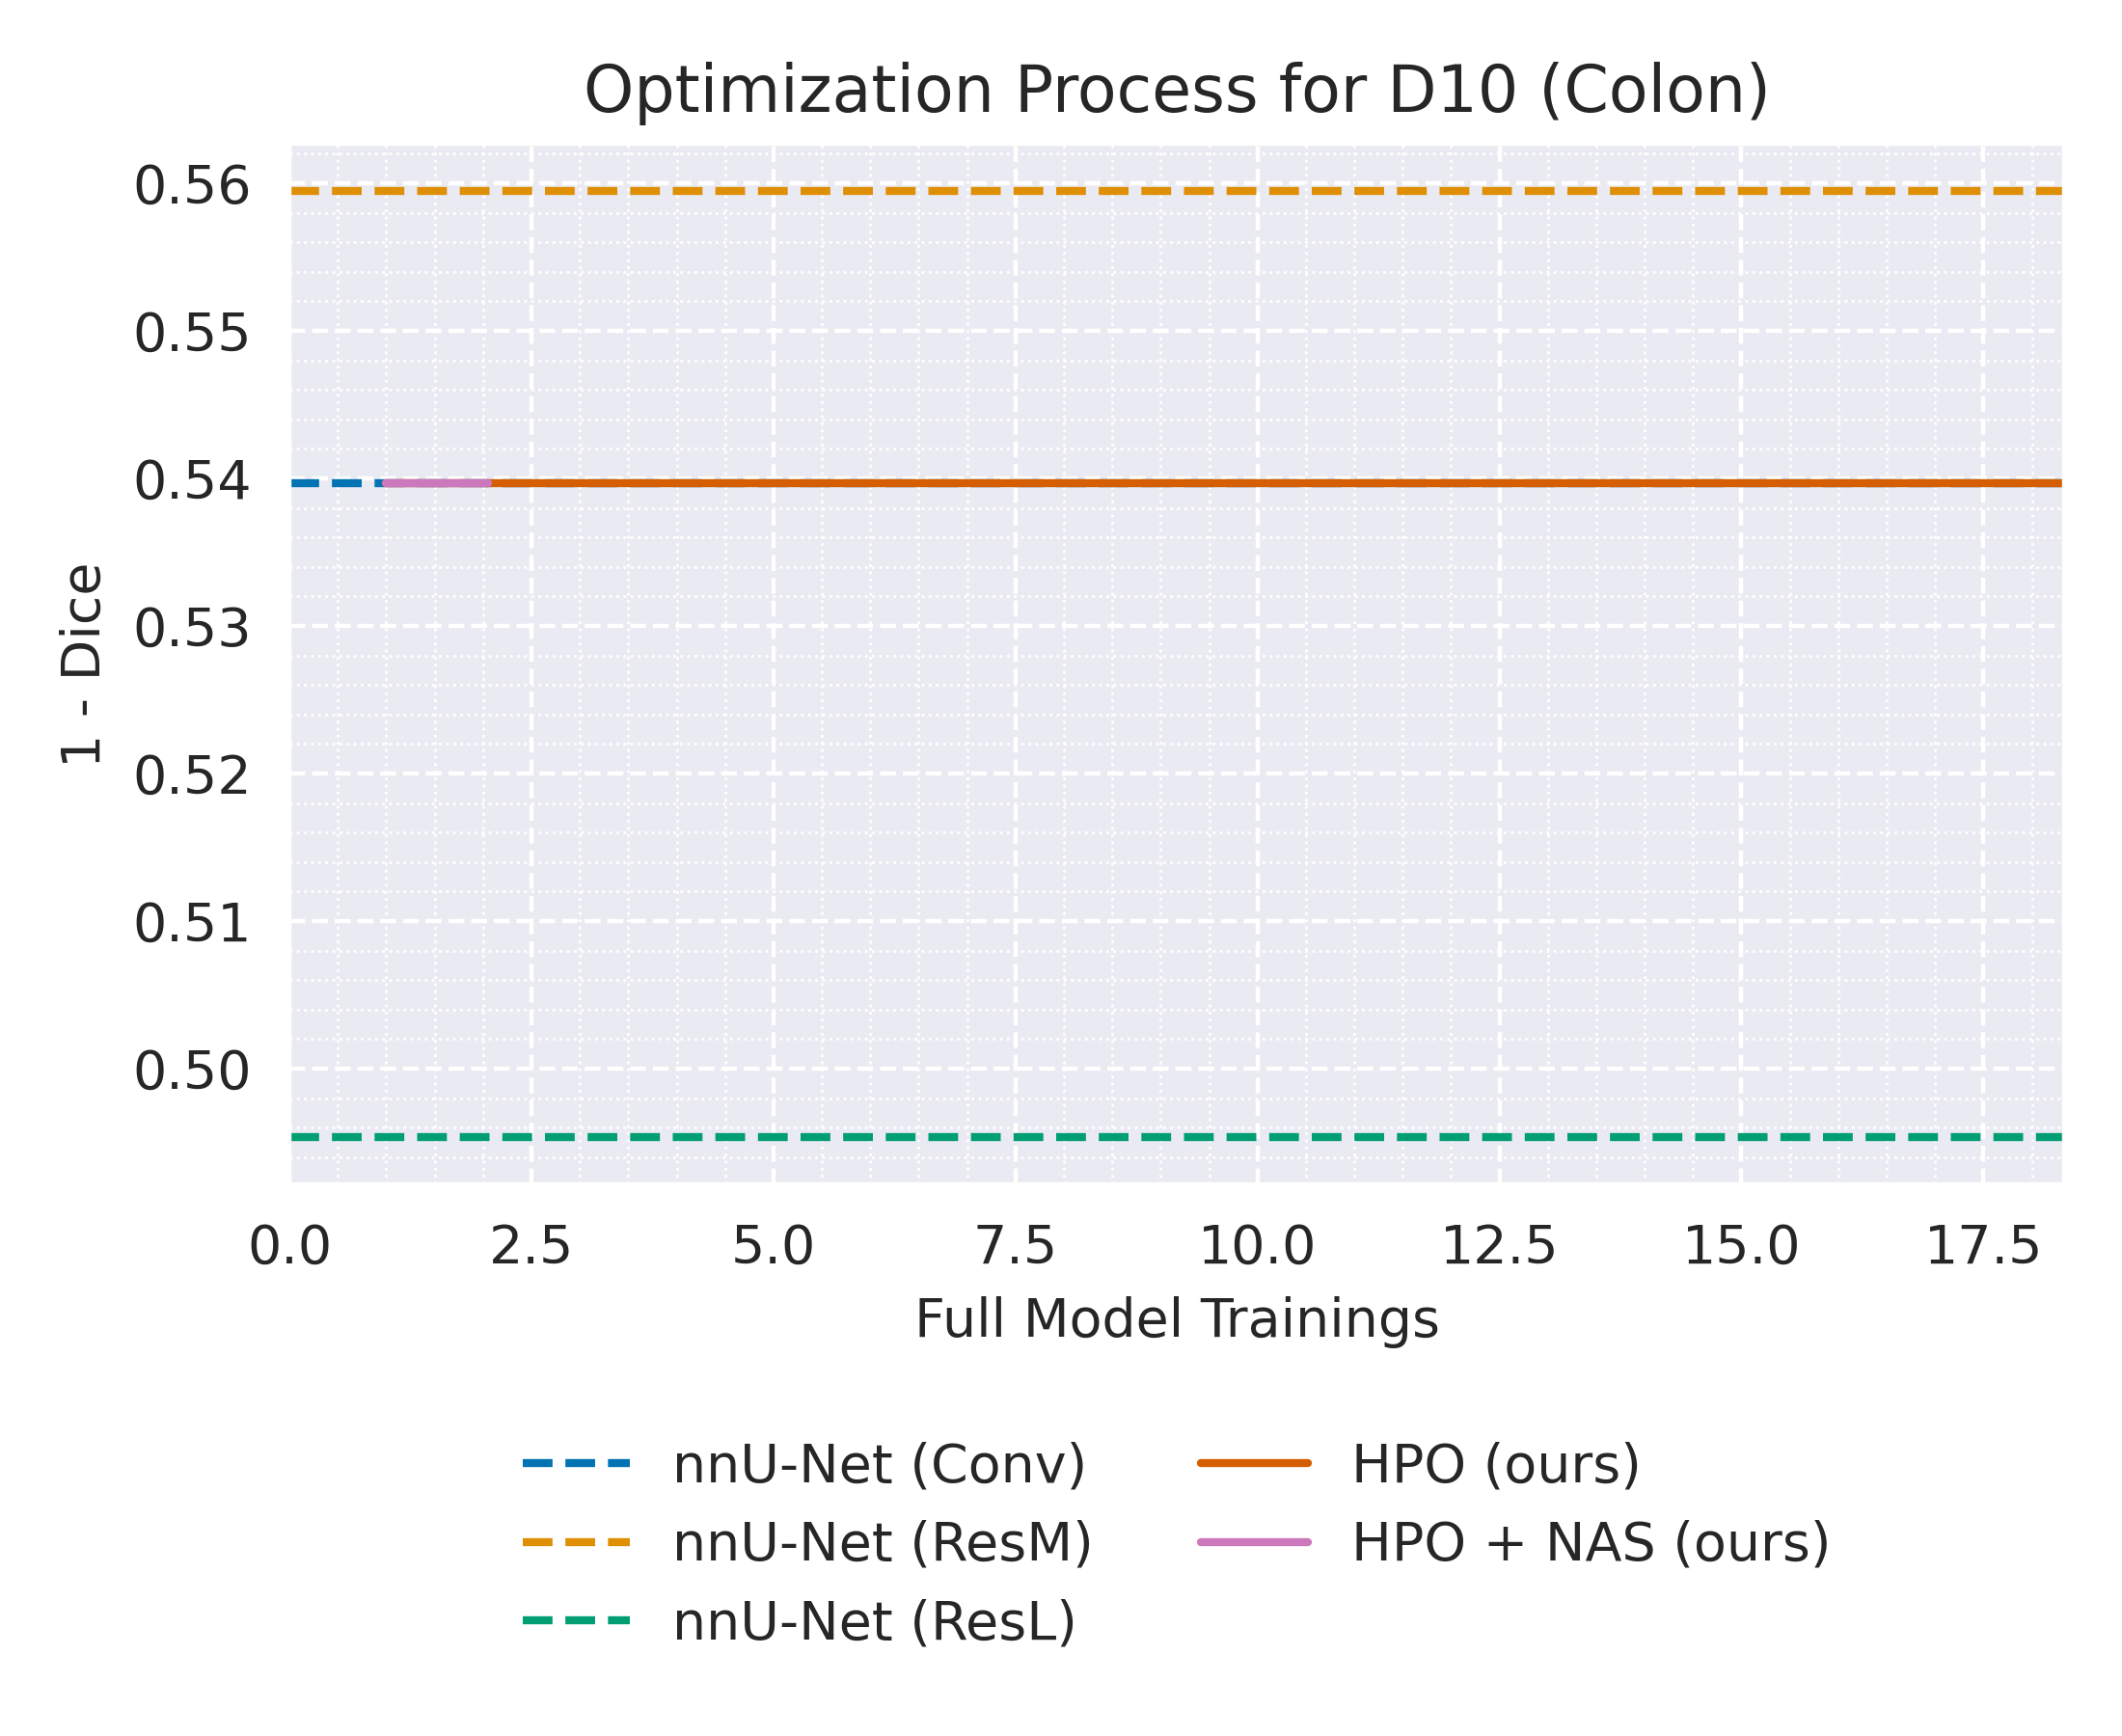 Optimization Process for D10 (Colon)
0.56
0.55
0.54
0.53
0.52
0.51
0.50
1 - Dice
0.0 2.5 5.0 7.5 10.0 12.5 15.0 17.5
Full Model Trainings
nnU-Net (Conv)
nnU-Net (ResM)
nnU-Net (ResL)
HPO (ours)
HPO + NAS (ours)